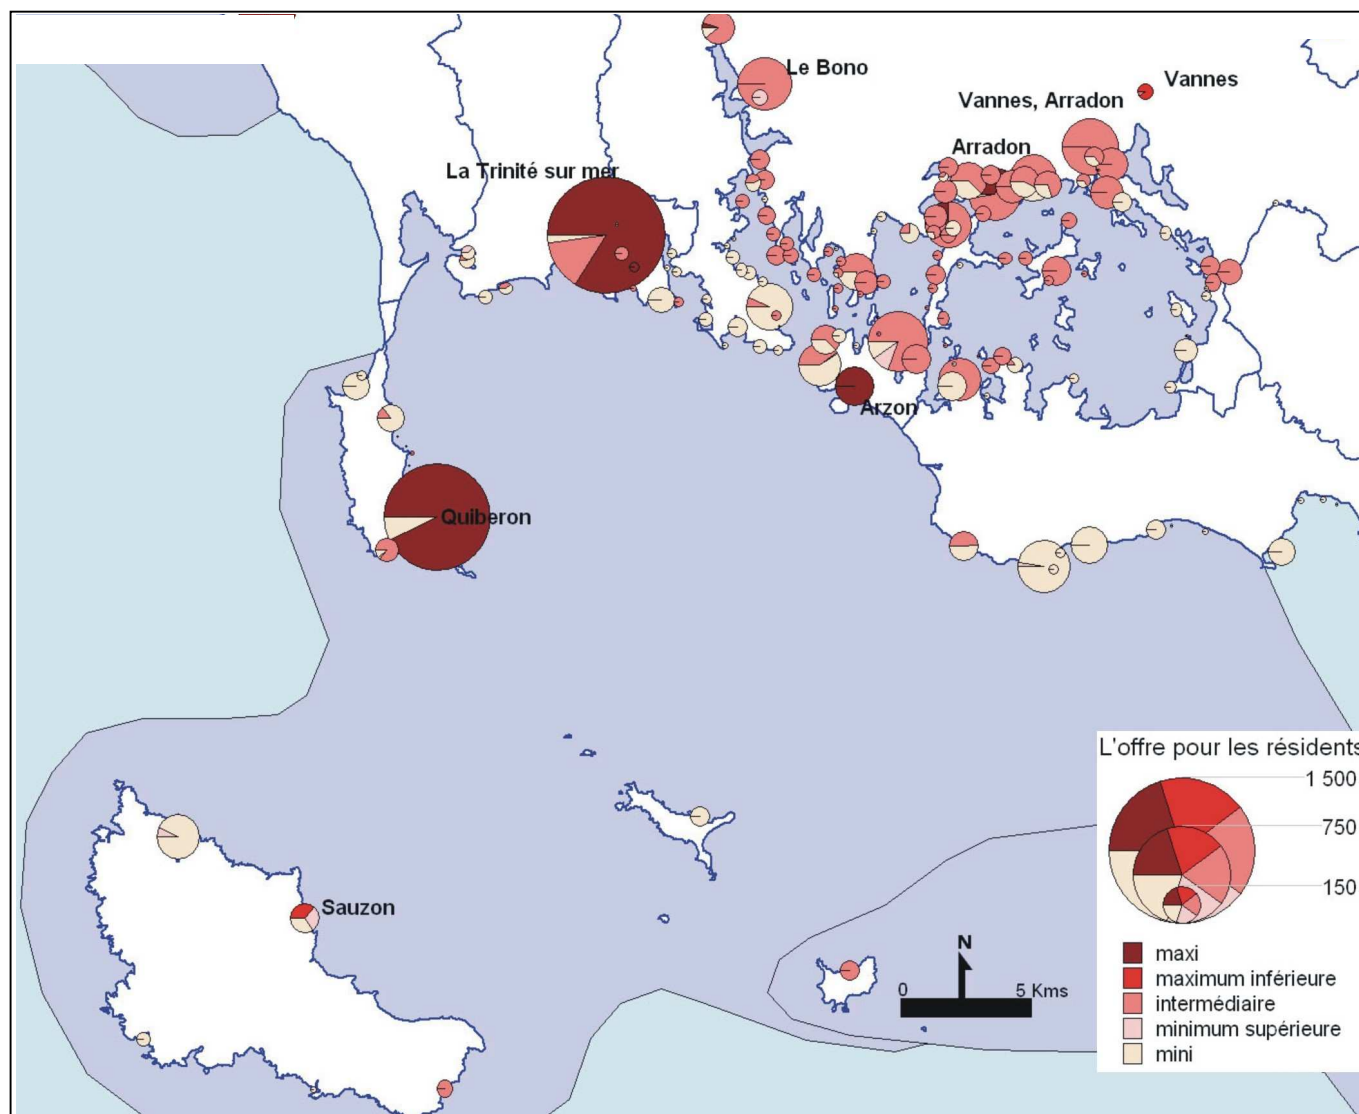 Le Bono
Vannes
Vannes, Arradon
Arradon
La Trinité sur mer
Arzon
Quiberon
Sauzon
N
0 5 Kms
L'offre pour les résidents
1 500
750
150
maxi
maximum inférieure
intermédiaire
minimum supérieure
mini